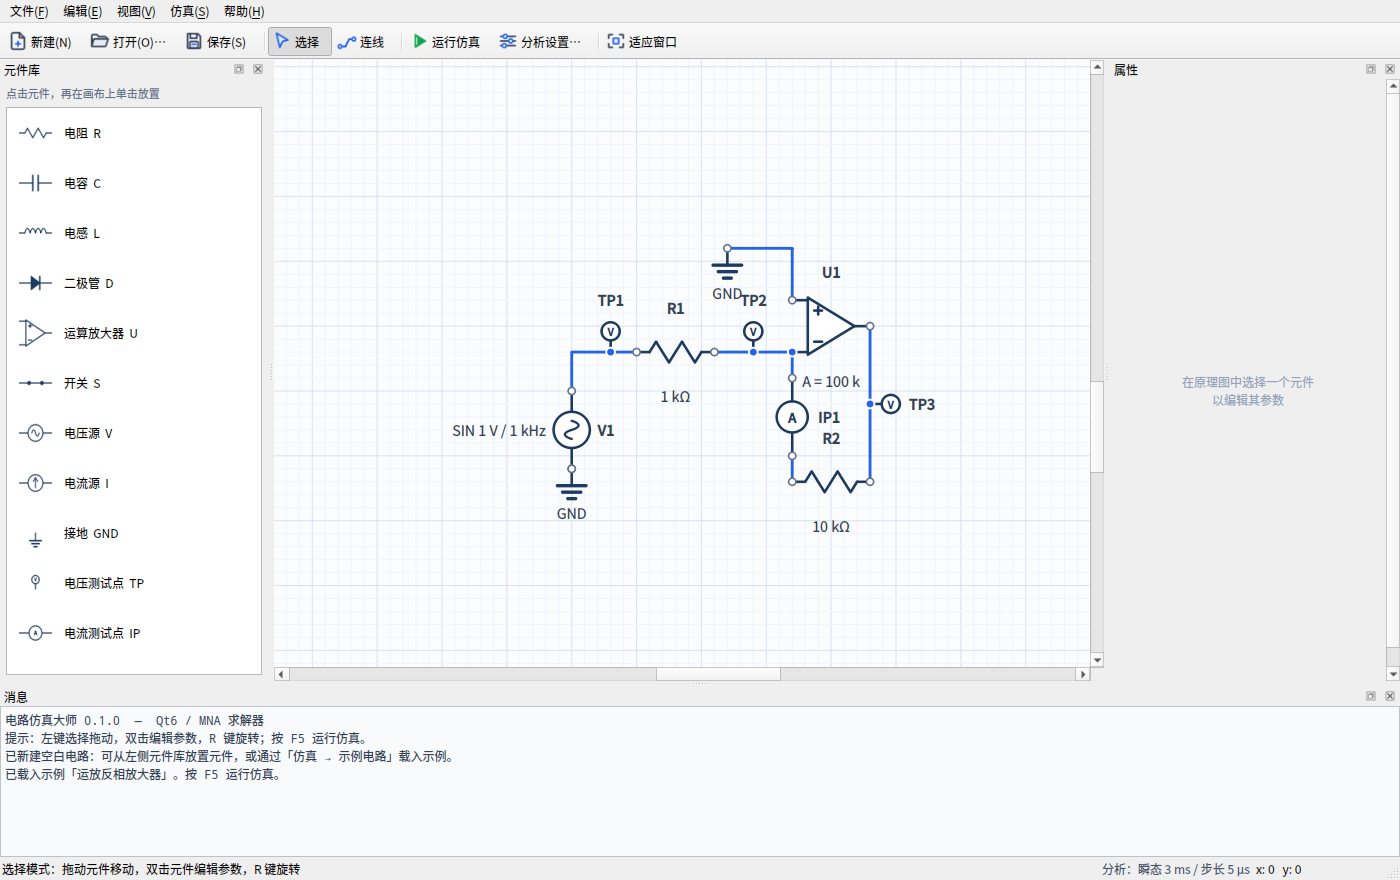 文件(F) 编辑(E) 视图(V) 仿真(S) 帮助(H)
新建(N) 打开(O)… 保存(S) 选择 连线 运行仿真 分析设置… 适应窗口
元件库
点击元件，再在画布上单击放置
电阻 R
电容 C
电感 L
二极管 D
运算放大器 U
开关 S
电压源 V
电流源 I
接地 GND
电压测试点 TP
电流测试点 IP
U1
GND
TP1
R1
TP2
V
V
A = 100 k
1 kΩ
V
TP3
A
IP1
SIN 1 V / 1 kHz
V1
R2
GND
10 kΩ
属性
在原理图中选择一个元件
以编辑其参数
消息
电路仿真大师 0.1.0 — Qt6 / MNA 求解器
提示：左键选择拖动，双击编辑参数，R 键旋转；按 F5 运行仿真。
已新建空白电路：可从左侧元件库放置元件，或通过「仿真 → 示例电路」载入示例。
已载入示例「运放反相放大器」。按 F5 运行仿真。
选择模式：拖动元件移动，双击元件编辑参数，R 键旋转
分析：瞬态 3 ms / 步长 5 µs x: 0 y: 0